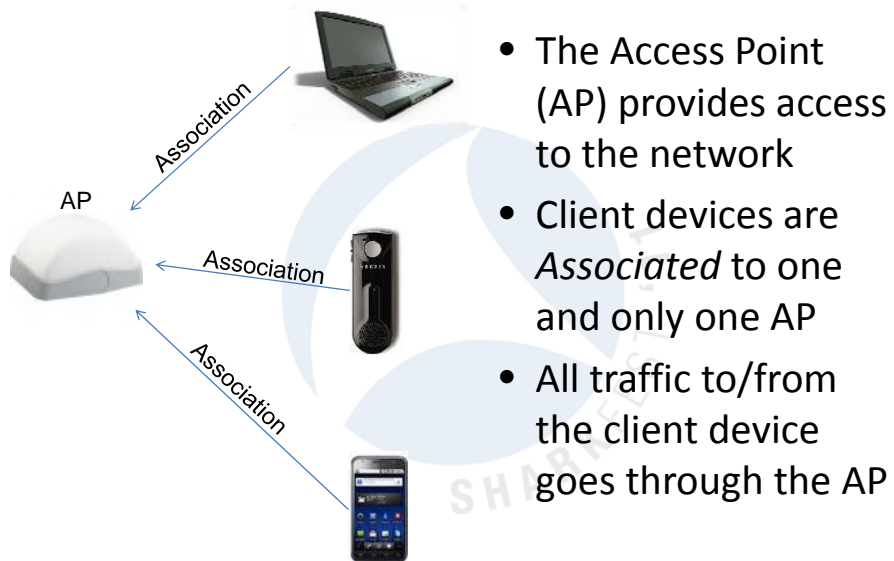 Association
AP
Association
Association
• The Access Point
(AP) provides access
to the network
• Client devices are
Associated to one
and only one AP
• All traffic to/from
the client device
goes through the AP